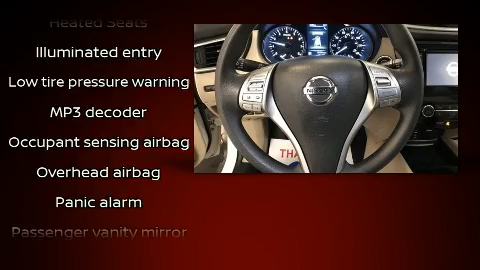 Heated Seats
Illuminated entry
Low tire pressure warning
MP3 decoder
Occupant sensing airbag
Overhead airbag
Panic alarm
Passenger vanity mirror
NISSAN
THA